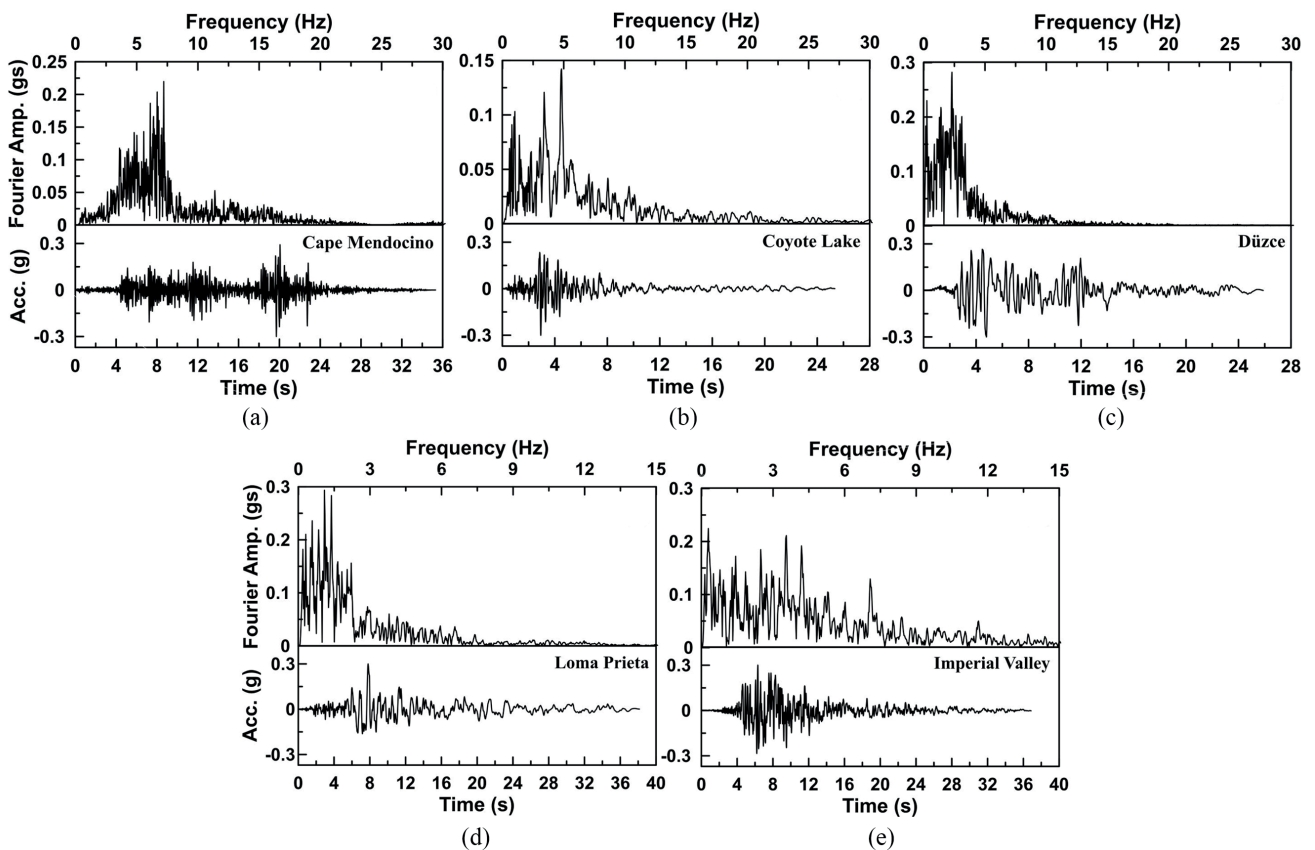 (a)
Frequency (Hz)
0 5 10 15 20 25 30
Fourier Amp. (gs)
0.25
0.2
0.15
0.1
0.05
0
Cape Mendocino
Acc. (g)
0.3
0
-0.3
0 4 8 12 16 20 24 28 32 36
Time (s)
(a)
Frequency (Hz)
0 5 10 15 20 25 30
0.15
0.1
0.05
0
Coyote Lake
0.3
0
-0.3
0 4 8 12 16 20 24 28
Time (s)
(b)
Frequency (Hz)
0 5 10 15 20 25 30
0.3
0.2
0.1
0
Düzce
0.3
0
-0.3
0 4 8 12 16 20 24 28
Time (s)
(c)
Frequency (Hz)
0 3 6 9 12 15
Fourier Amp. (gs)
0.3
0.2
0.1
0
Loma Prieta
Acc. (g)
0.3
0
-0.3
0 4 8 12 16 20 24 28 32 36 40
Time (s)
(d)
Frequency (Hz)
0 3 6 9 12 15
0.3
0.2
0.1
0
Imperial Valley
0.3
0
-0.3
0 4 8 12 16 20 24 28 32 36 40
Time (s)
(e)